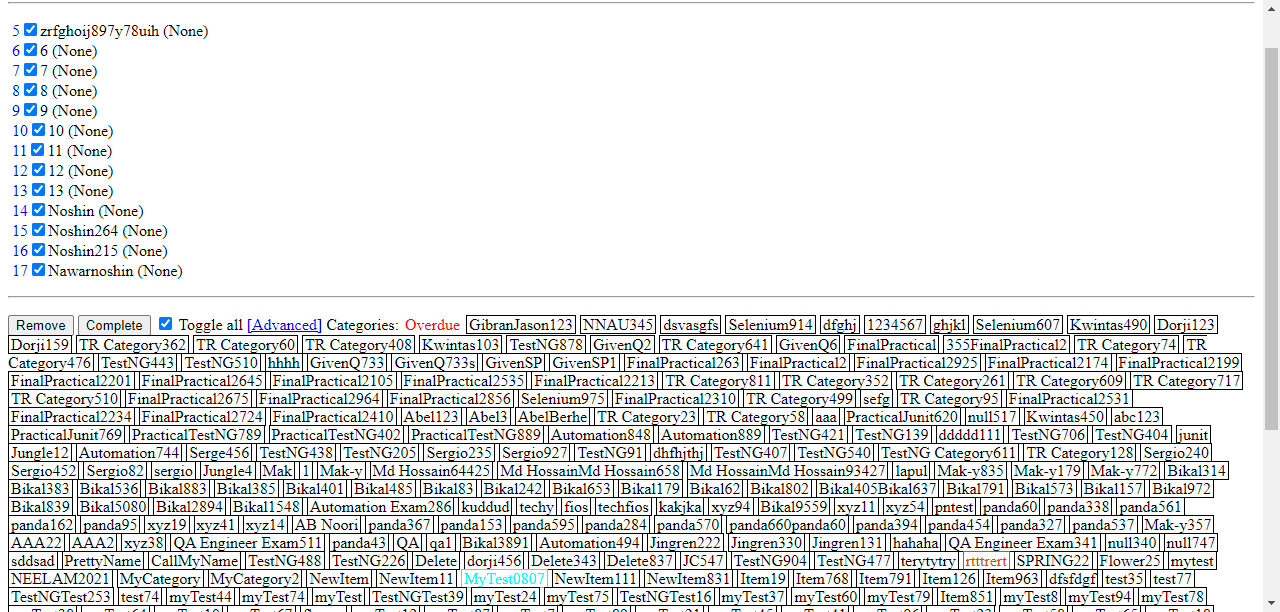 5 zrfghoij897y78uih (None)
6 6 (None)
7 7 (None)
8 8 (None)
9 9 (None)
10 10 (None)
11 11 (None)
12 12 (None)
13 13 (None)
14 Noshin (None)
15 Noshin264 (None)
16 Noshin215 (None)
17 Nawarnoshin (None)
Remove Complete Toggle all [Advanced] Categories: Overdue GibranJason123 NNAU345 dsvasgfs Selenium914 dfghj 1234567 ghjkl Selenium607 Kwintas490 Dorji123
Dorji159 TR Category362 TR Category60 TR Category408 Kwintas103 TestNG878 GivenQ2 TR Category641 GivenQ6 FinalPractical 355FinalPractical2 TR Category74 TR
Category476 TestNG443 TestNG510 hhhh GivenQ733 GivenQ733s GivenSP GivenSP1 FinalPractical263 FinalPractical2 FinalPractical2925 FinalPractical2174 FinalPractical2199
FinalPractical2201 FinalPractical2645 FinalPractical2105 FinalPractical2535 FinalPractical2213 TR Category811 TR Category352 TR Category261 TR Category609 TR Category717
TR Category510 FinalPractical2675 FinalPractical2964 FinalPractical2856 Selenium975 FinalPractical2310 TR Category499 sefg TR Category95 FinalPractical2531
FinalPractical2234 FinalPractical2724 FinalPractical2410 Abel123 Abel3 AbelBerhe TR Category23 TR Category58 aaa PracticalJunit620 null517 Kwintas450 abc123
PracticalJunit769 PracticalTestNG789 PracticalTestNG402 PracticalTestNG889 Automation848 Automation889 TestNG421 TestNG139 ddddd111 TestNG706 TestNG404 junit
Jungle12 Automation744 Serge456 TestNG438 TestNG205 Sergio235 Sergio927 TestNG91 dhfhjthj TestNG407 TestNG540 TestNG Category611 TR Category128 Sergio240
Sergio452 Sergio82 sergio Jungle4 Mak 1 Mak-y Md Hossain64425 Md HossainMd Hossain658 Md HossainMd Hossain93427 lapul Mak-y835 Mak-y179 Mak-y772 Bikal314
Bikal383 Bikal536 Bikal883 Bikal385 Bikal401 Bikal485 Bikal83 Bikal242 Bikal653 Bikal179 Bikal62 Bikal802 Bikal405Bikal637 Bikal791 Bikal573 Bikal157 Bikal972
Bikal839 Bikal5080 Bikal2894 Bikal1548 Automation Exam286 kuddud techy fios techfios kakjka xyz94 Bikal9559 xyz11 xyz54 pntest panda60 panda338 panda561
panda162 panda95 xyz19 xyz41 xyz14 AB Noori panda367 panda153 panda595 panda284 panda570 panda660panda60 panda394 panda454 panda327 panda537 Mak-y357
AAA22 AAA2 xyz38 QA Engineer Exam511 panda43 QA qa1 Bikal3891 Automation494 Jingren222 Jingren330 Jingren131 hahaha QA Engineer Exam341 null340 null747
sddsad PrettyName CallMyName TestNG488 TestNG226 Delete dorji456 Delete343 Delete837 JC547 TestNG904 TestNG477 terytytry rtttrert SPRING22 Flower25 mytest
NEELAM2021 MyCategory MyCategory2 NewItem NewItem11 MyTest0807 NewItem111 NewItem831 Item19 Item768 Item791 Item126 Item963 dfsfdgf test35 test77
TestNGTest253 test74 myTest44 myTest74 myTest TestNGTest39 myTest24 myTest75 TestNGTest16 myTest37 myTest60 myTest79 Item851 myTest8 myTest94 myTest78